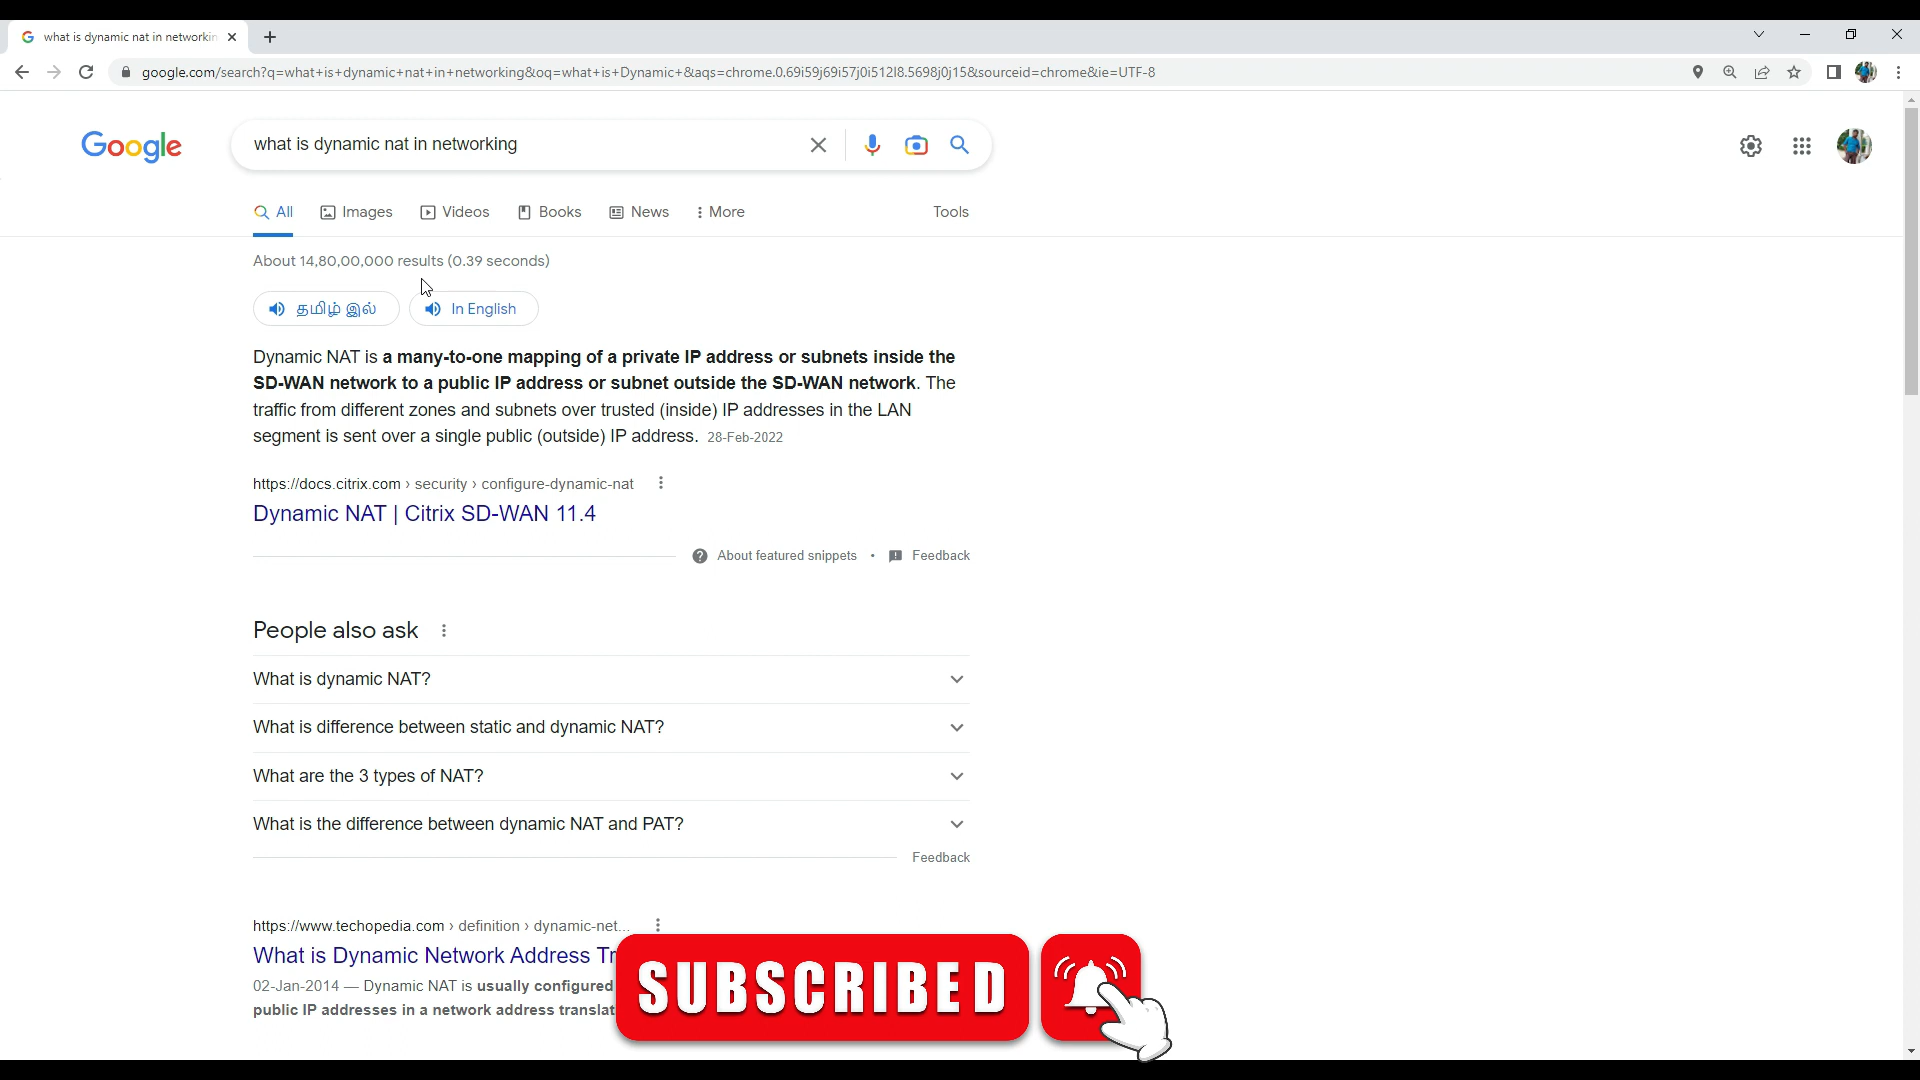 what is dynamic nat in networkin
google.com/search?q=what+is+dynamic+nat+in+networking&oq=what+is+Dynamic+&aqs=chrome.0.69i59j69i57j0i512l8.5698j0j15&sourceid=chrome&ie=UTF-8
Google
what is dynamic nat in networking
All Images Videos Books News More Tools
About 14,80,00,000 results (0.39 seconds)
தமிழ் இல் In English
Dynamic NAT is a many-to-one mapping of a private IP address or subnets inside the
SD-WAN network to a public IP address or subnet outside the SD-WAN network. The
traffic from different zones and subnets over trusted (inside) IP addresses in the LAN
segment is sent over a single public (outside) IP address. 28-Feb-2022
https://docs.citrix.com › security › configure-dynamic-nat
Dynamic NAT | Citrix SD-WAN 11.4
About featured snippets • Feedback
People also ask
What is dynamic NAT?
What is difference between static and dynamic NAT?
What are the 3 types of NAT?
What is the difference between dynamic NAT and PAT?
Feedback
https://www.techopedia.com › definition › dynamic-net...
What is Dynamic Network Address Tr
02-Jan-2014 — Dynamic NAT is usually configured
public IP addresses in a network address translat
SUBSCRIBED